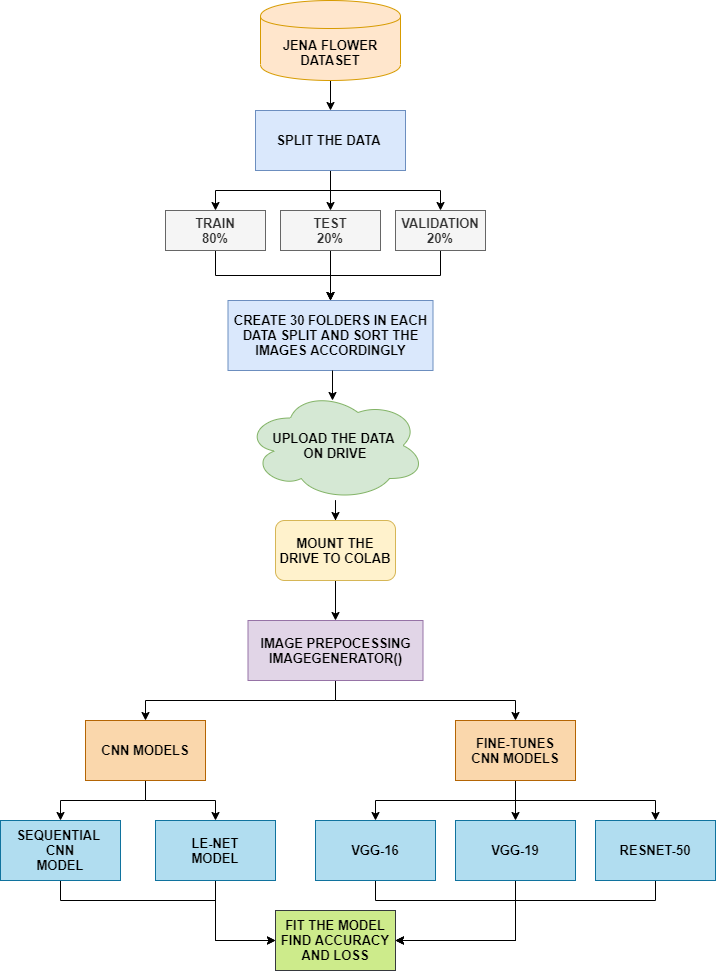 JENA FLOWER
DATASET
SPLIT THE DATA
TRAIN
80%
TEST
20%
VALIDATION
20%
CREATE 30 FOLDERS IN EACH
DATA SPLIT AND SORT THE
IMAGES ACCORDINGLY
UPLOAD THE DATA
ON DRIVE
MOUNT THE
DRIVE TO COLAB
IMAGE PREPOCESSING
IMAGEGENERATOR()
CNN MODELS
FINE-TUNES
CNN MODELS
SEQUENTIAL
CNN
MODEL
LE-NET
MODEL
VGG-16
VGG-19
RESNET-50
FIT THE MODEL
FIND ACCURACY
AND LOSS